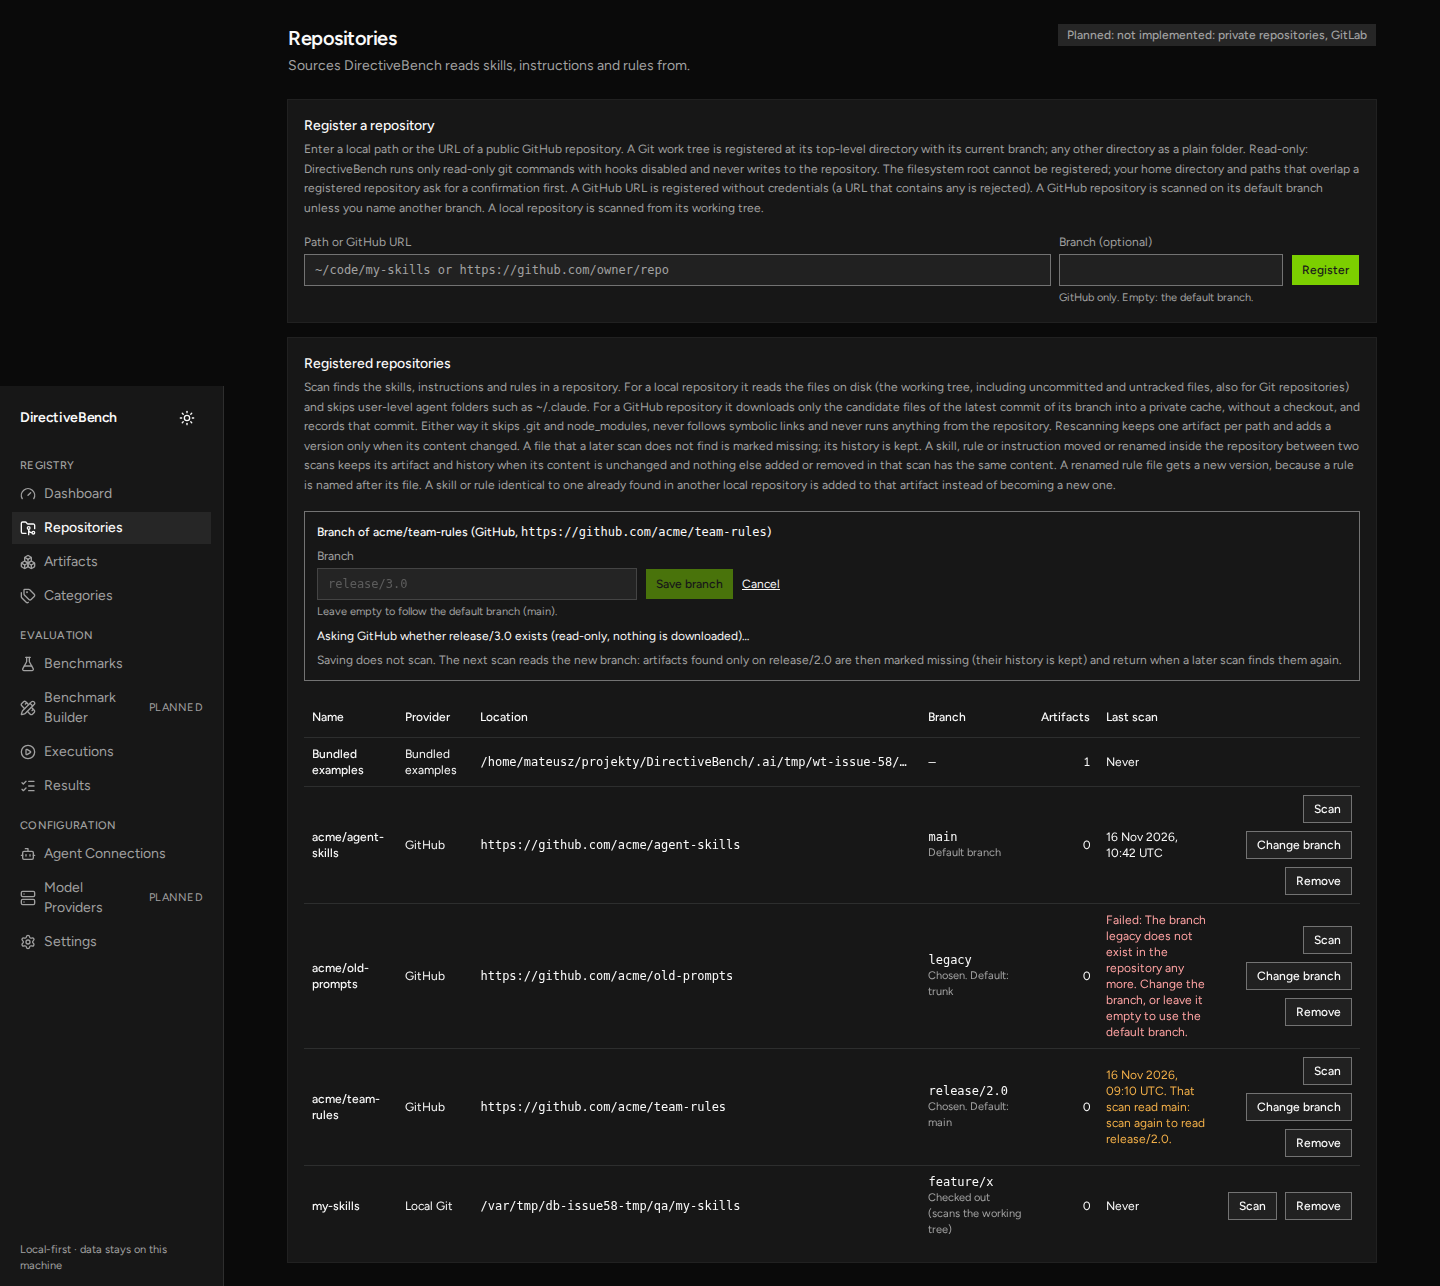 Repositories
Planned: not implemented: private repositories, GitLab
Sources DirectiveBench reads skills, instructions and rules from.
Register a repository
Enter a local path or the URL of a public GitHub repository. A Git work tree is registered at its top-level directory with its current branch; any other directory as a plain folder. Read-only:
DirectiveBench runs only read-only git commands with hooks disabled and never writes to the repository. The filesystem root cannot be registered; your home directory and paths that overlap a
registered repository ask for a confirmation first. A GitHub URL is registered without credentials (a URL that contains any is rejected). A GitHub repository is scanned on its default branch
unless you name another branch. A local repository is scanned from its working tree.
Path or GitHub URL
Branch (optional)
~/code/my-skills or https://github.com/owner/repo
Register
GitHub only. Empty: the default branch.
Registered repositories
Scan finds the skills, instructions and rules in a repository. For a local repository it reads the files on disk (the working tree, including uncommitted and untracked files, also for Git repositories)
and skips user-level agent folders such as ~/.claude. For a GitHub repository it downloads only the candidate files of the latest commit of its branch into a private cache, without a checkout, and
records that commit. Either way it skips .git and node_modules, never follows symbolic links and never runs anything from the repository. Rescanning keeps one artifact per path and adds a
version only when its content changed. A file that a later scan does not find is marked missing; its history is kept. A skill, rule or instruction moved or renamed inside the repository between two
scans keeps its artifact and history when its content is unchanged and nothing else added or removed in that scan has the same content. A renamed rule file gets a new version, because a rule
is named after its file. A skill or rule identical to one already found in another local repository is added to that artifact instead of becoming a new one.
Branch of acme/team-rules (GitHub, https://github.com/acme/team-rules)
Branch
release/3.0
Save branch
Cancel
Leave empty to follow the default branch (main).
Asking GitHub whether release/3.0 exists (read-only, nothing is downloaded)…
Saving does not scan. The next scan reads the new branch: artifacts found only on release/2.0 are then marked missing (their history is kept) and return when a later scan finds them again.
Name
Provider
Location
Branch
Artifacts
Last scan
Bundled
examples
Bundled
examples
/home/mateusz/projekty/DirectiveBench/.ai/tmp/wt-issue-58/…
—
1
Never
acme/agent-
skills
GitHub
https://github.com/acme/agent-skills
main
Default branch
0
16 Nov 2026,
10:42 UTC
Scan
Change branch
Remove
acme/old-
prompts
GitHub
https://github.com/acme/old-prompts
legacy
Chosen. Default:
trunk
0
Failed: The branch
legacy does not
exist in the
repository any
more. Change the
branch, or leave it
empty to use the
default branch.
Scan
Change branch
Remove
acme/team-
rules
GitHub
https://github.com/acme/team-rules
release/2.0
Chosen. Default:
main
0
16 Nov 2026,
09:10 UTC. That
scan read main:
scan again to read
release/2.0.
Scan
Change branch
Remove
my-skills
Local Git
/var/tmp/db-issue58-tmp/qa/my-skills
feature/x
Checked out
(scans the working
tree)
0
Never
Scan
Remove
DirectiveBench
REGISTRY
Dashboard
Repositories
Artifacts
Categories
EVALUATION
Benchmarks
Benchmark
Builder
PLANNED
Executions
Results
CONFIGURATION
Agent Connections
Model
Providers
PLANNED
Settings
Local-first · data stays on this
machine